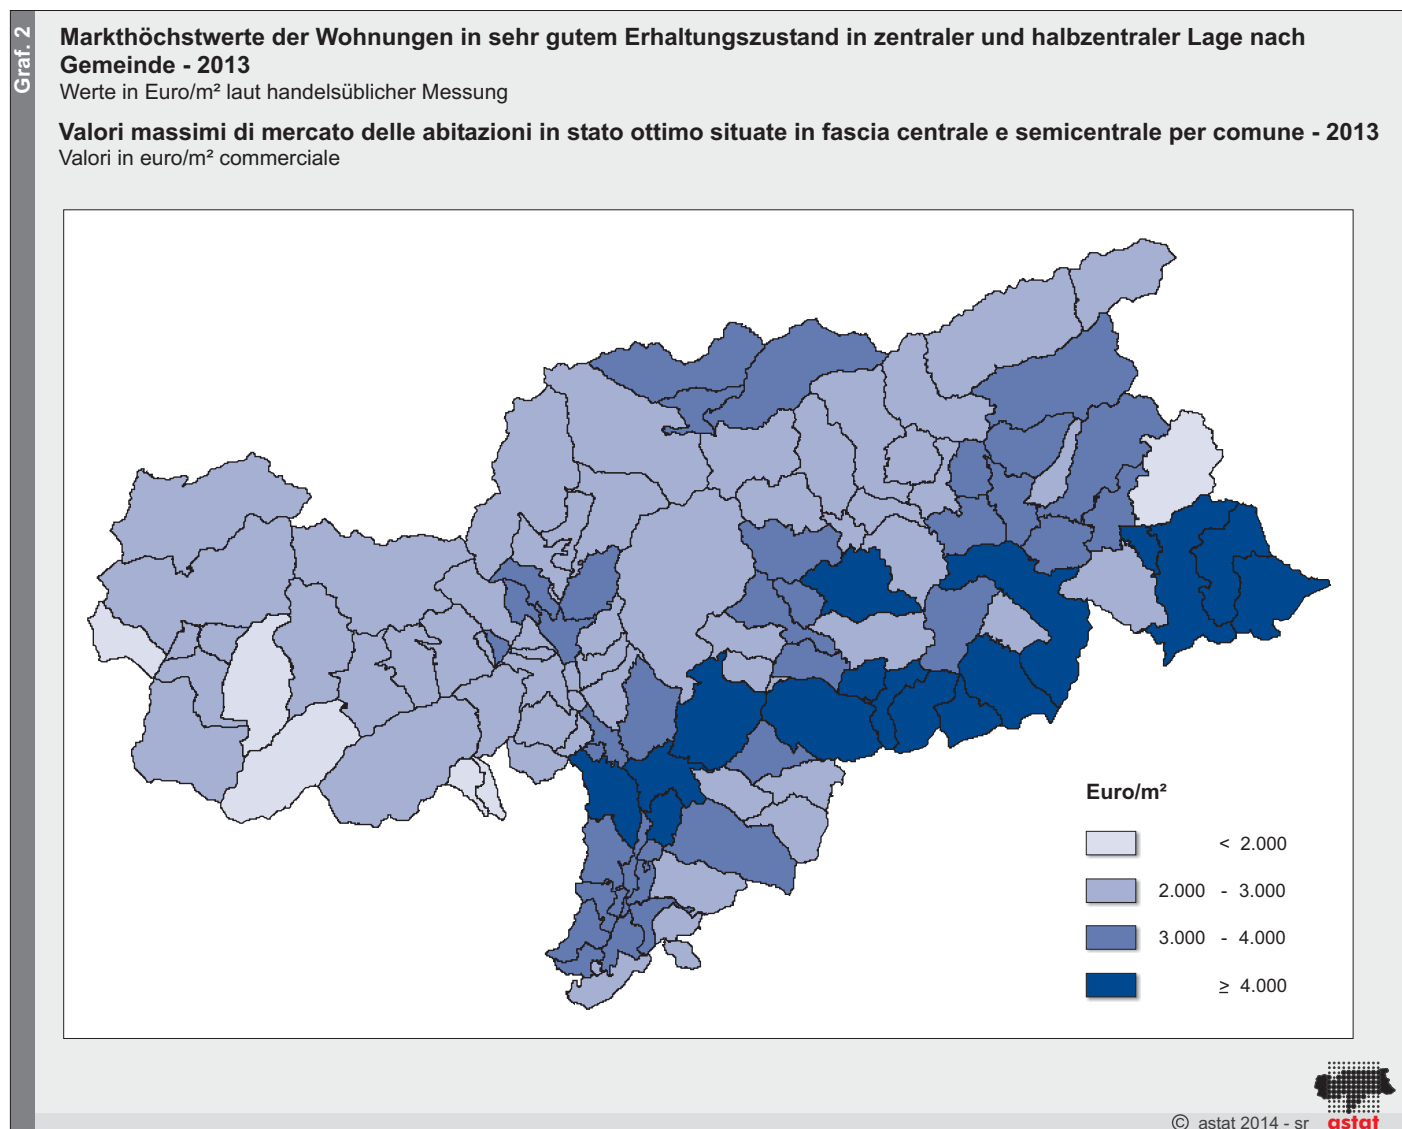 Graf. 2
Markthöchstwerte der Wohnungen in sehr gutem Erhaltungszustand in zentraler und halbzentraler Lage nach
Gemeinde - 2013
Werte in Euro/m² laut handelsüblicher Messung
Valori massimi di mercato delle abitazioni in stato ottimo situate in fascia centrale e semicentrale per comune - 2013
Valori in euro/m² commerciale
Euro/m²
< 2.000
2.000 - 3.000
3.000 - 4.000
≥ 4.000
© astat 2014 - sr
astat